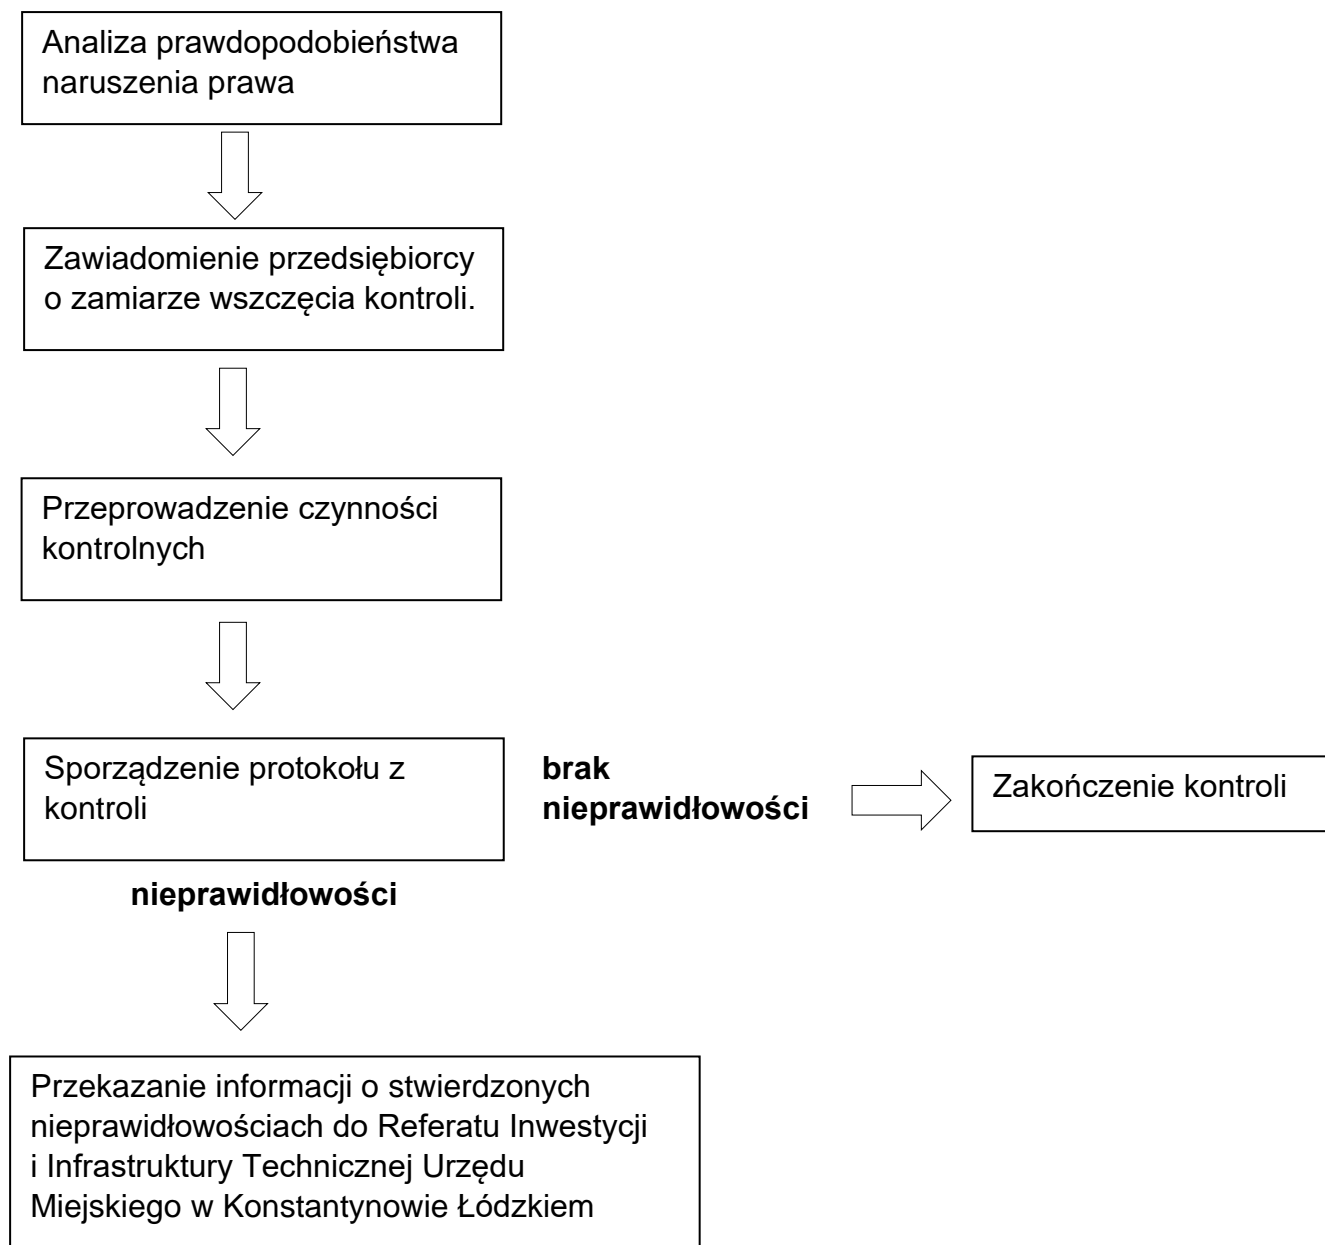 Analiza prawdopodobieństwa
naruszenia prawa
Zawiadomienie przedsiębiorcy
o zamiarze wszczęcia kontroli.
Przeprowadzenie czynności
kontrolnych
Sporządzenie protokołu z
kontroli
brak
nieprawidłowości
Zakończenie kontroli
nieprawidłowości
Przekazanie informacji o stwierdzonych
nieprawidłowościach do Referatu Inwestycji
i Infrastruktury Technicznej Urzędu
Miejskiego w Konstantynowie Łódzkiem